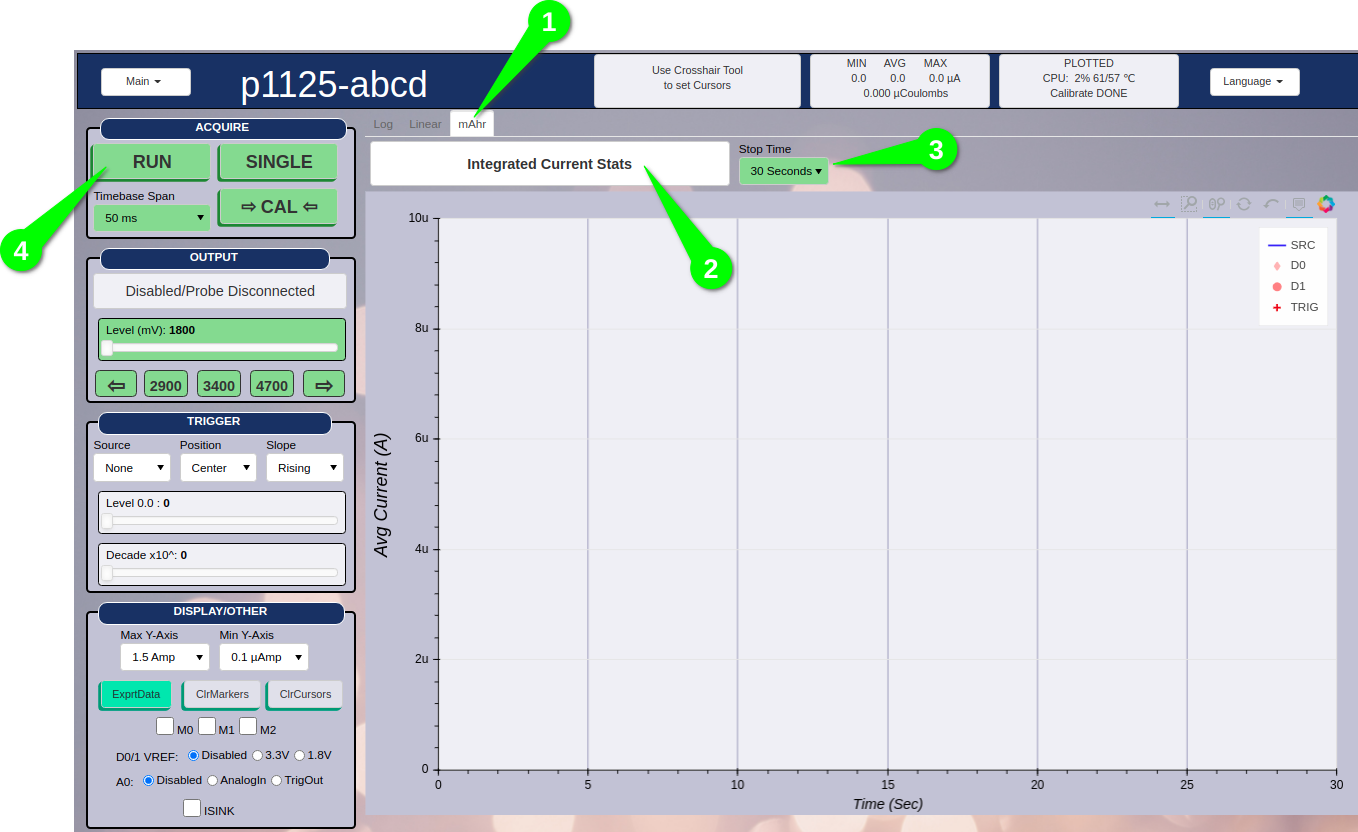 1
Main
p1125-abcd
Use Crosshair Tool
to set Cursors
MIN AVG MAX
0.0 0.0 0.0 µA
0.000 µCoulombs
PLOTTED
CPU: 2% 61/57 ℃
Calibrate DONE
Language
Log Linear mAhr
ACQUIRE
RUN SINGLE
Timebase Span
50 ms
⇨ CAL ⇦
4
Integrated Current Stats
Stop Time
30 Seconds
3
2
OUTPUT
Disabled/Probe Disconnected
Level (mV): 1800
⇦ 2900 3400 4700 ⇨
TRIGGER
Source Position Slope
None Center Rising
Level 0.0 : 0
Decade x10^: 0
DISPLAY/OTHER
Max Y-Axis Min Y-Axis
1.5 Amp 0.1 µAmp
ExprtData ClrMarkers ClrCursors
M0 M1 M2
D0/1 VREF: Disabled 3.3V 1.8V
A0: Disabled AnalogIn TrigOut
ISINK
10u
8u
6u
4u
2u
0
Avg Current (A)
SRC
D0
D1
TRIG
0 5 10 15 20 25 30
Time (Sec)